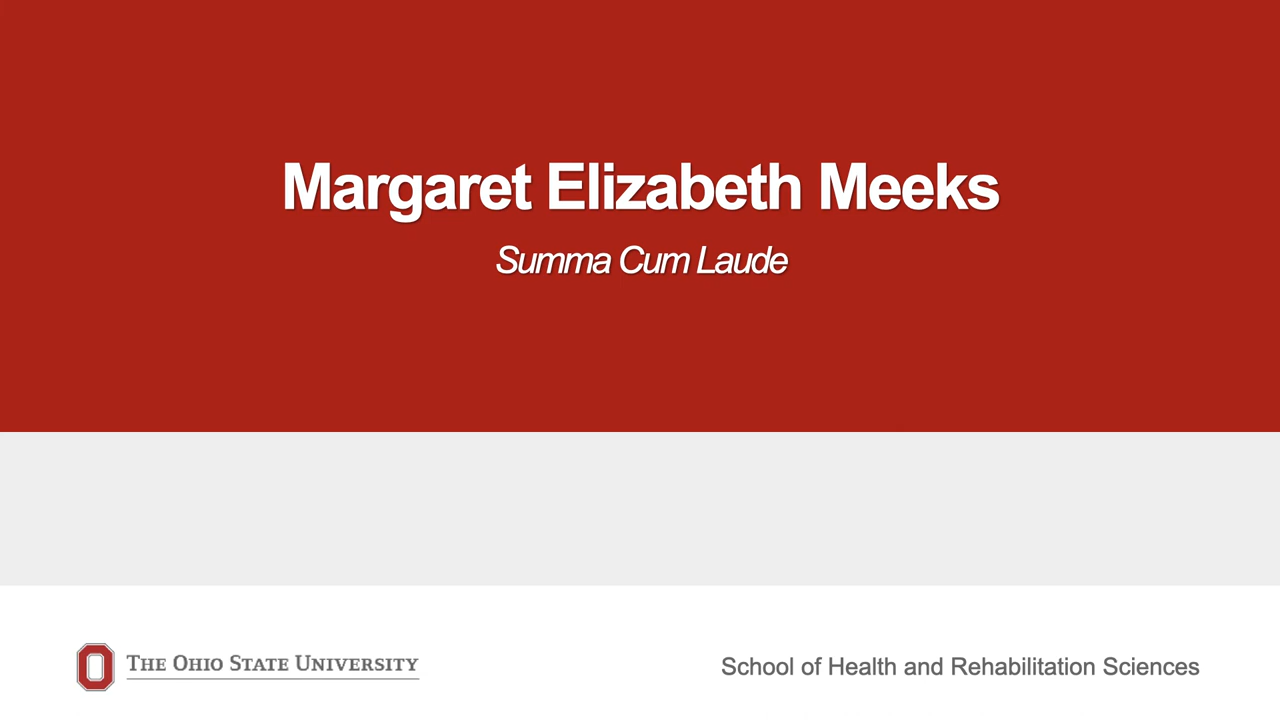 Margaret Elizabeth Meeks
Summa Cum Laude
THE OHIO STATE UNIVERSITY
School of Health and Rehabilitation Sciences